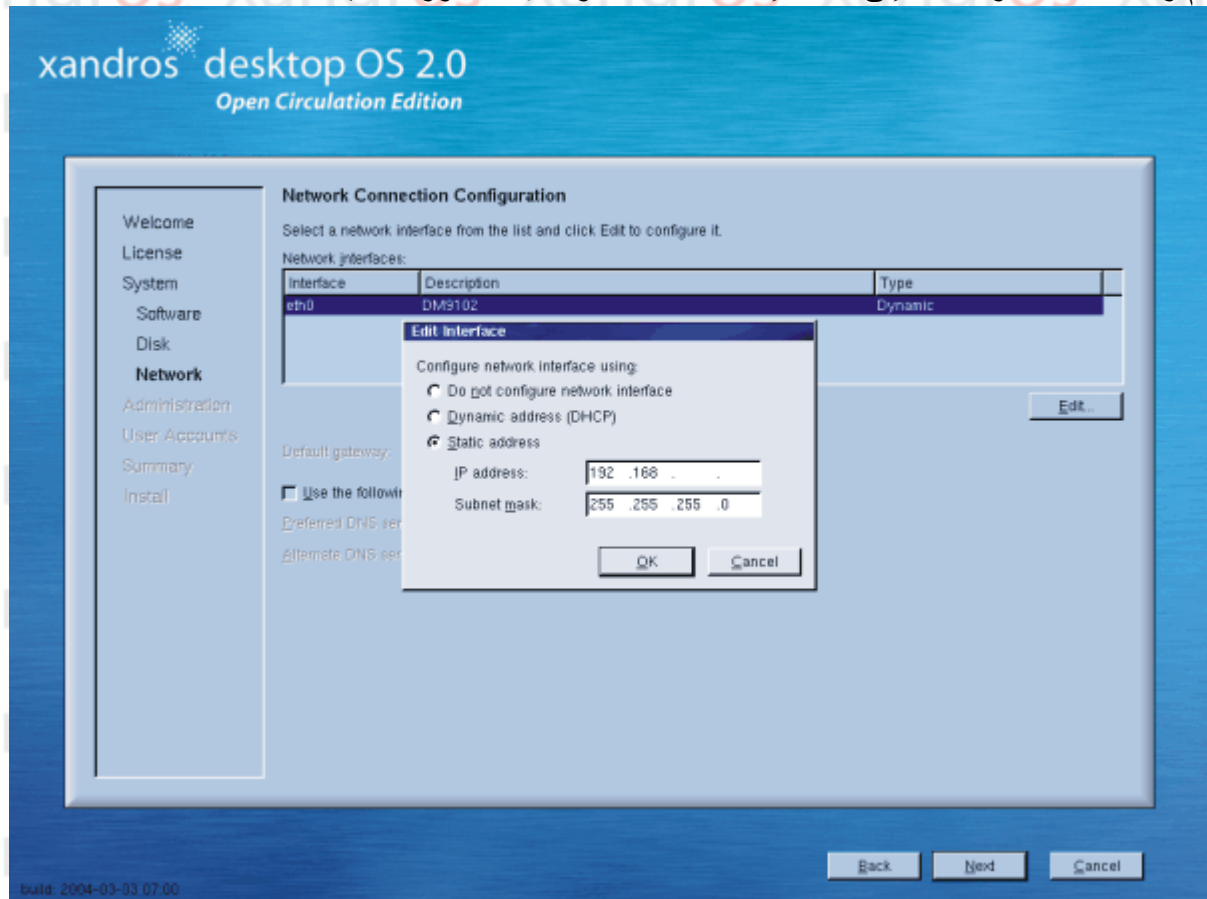 xandros desktop OS 2.0
Open Circulation Edition
Welcome
License
System
Software
Disk
Network
Administration
User Accounts
Summary
Install
Network Connection Configuration
Select a network interface from the list and click Edit to configure it.
Network interfaces:
Interface Description Type
eth0 DM9102 Dynamic
Edit...
Default gateway:
Use the
Preferred DNS
Alternate DNS
Edit Interface
Configure network interface using:
Do not configure network interface
Dynamic address (DHCP)
Static address
IP address: 192 .168 . .
Subnet mask: 255 .255 .255 .0
OK Cancel
Back Next Cancel
build: 2004-03-03 07:00